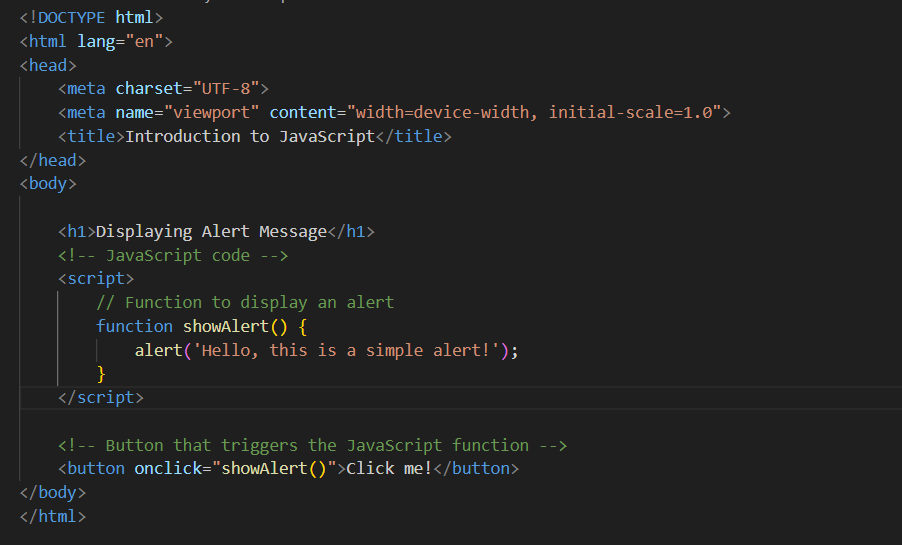 <!DOCTYPE html>
<html lang="en">
<head>
    <meta charset="UTF-8">
    <meta name="viewport" content="width=device-width, initial-scale=1.0">
    <title>Introduction to JavaScript</title>
</head>
<body>

    <h1>Displaying Alert Message</h1>
    <!-- JavaScript code -->
    <script>
        // Function to display an alert
        function showAlert() {
            alert('Hello, this is a simple alert!');
        }
    </script>

    <!-- Button that triggers the JavaScript function -->
    <button onclick="showAlert()">Click me!</button>
</body>
</html>